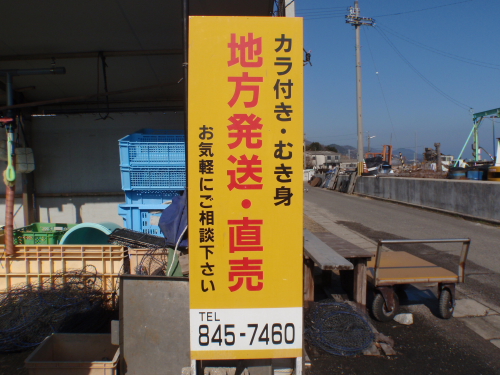 カラ付き・むき身
地方発送・直売
お気軽にご相談下さい
TEL
845-7460